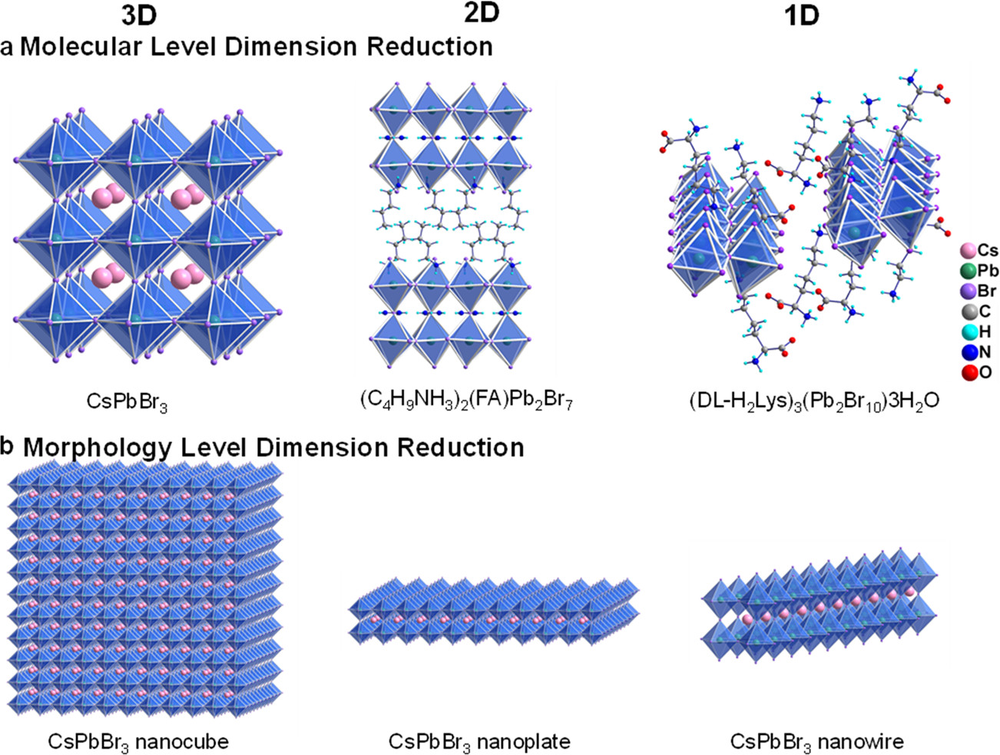 3D 2D 1D
a Molecular Level Dimension Reduction
Cs
Pb
Br
C
H
N
O
CsPbBr₃ (C₄H₉NH₃)₂(FA)Pb₂Br₇ (DL-H₂Lys)₃(Pb₂Br₁₀)3H₂O
b Morphology Level Dimension Reduction
CsPbBr₃ nanocube CsPbBr₃ nanoplate CsPbBr₃ nanowire